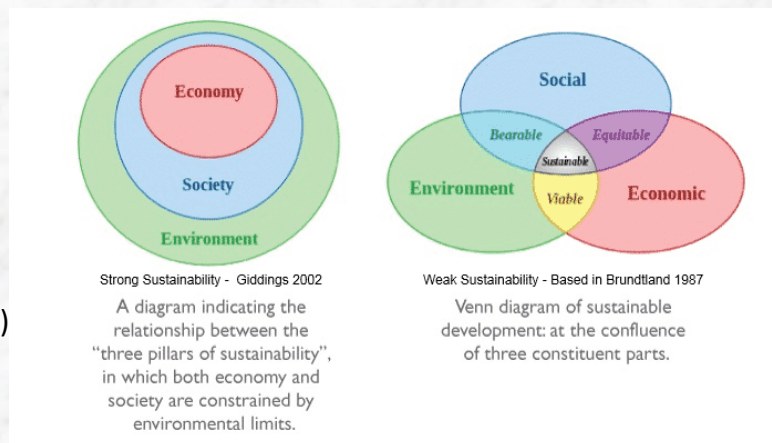 Economy
Society
Environment
Strong Sustainability - Giddings 2002
A diagram indicating the
relationship between the
“three pillars of sustainability”,
in which both economy and
society are constrained by
environmental limits.
)
Social
Bearable
Equitable
Sustainable
Environment
Viable
Economic
Weak Sustainability - Based in Brundtland 1987
Venn diagram of sustainable
development: at the confluence
of three constituent parts.